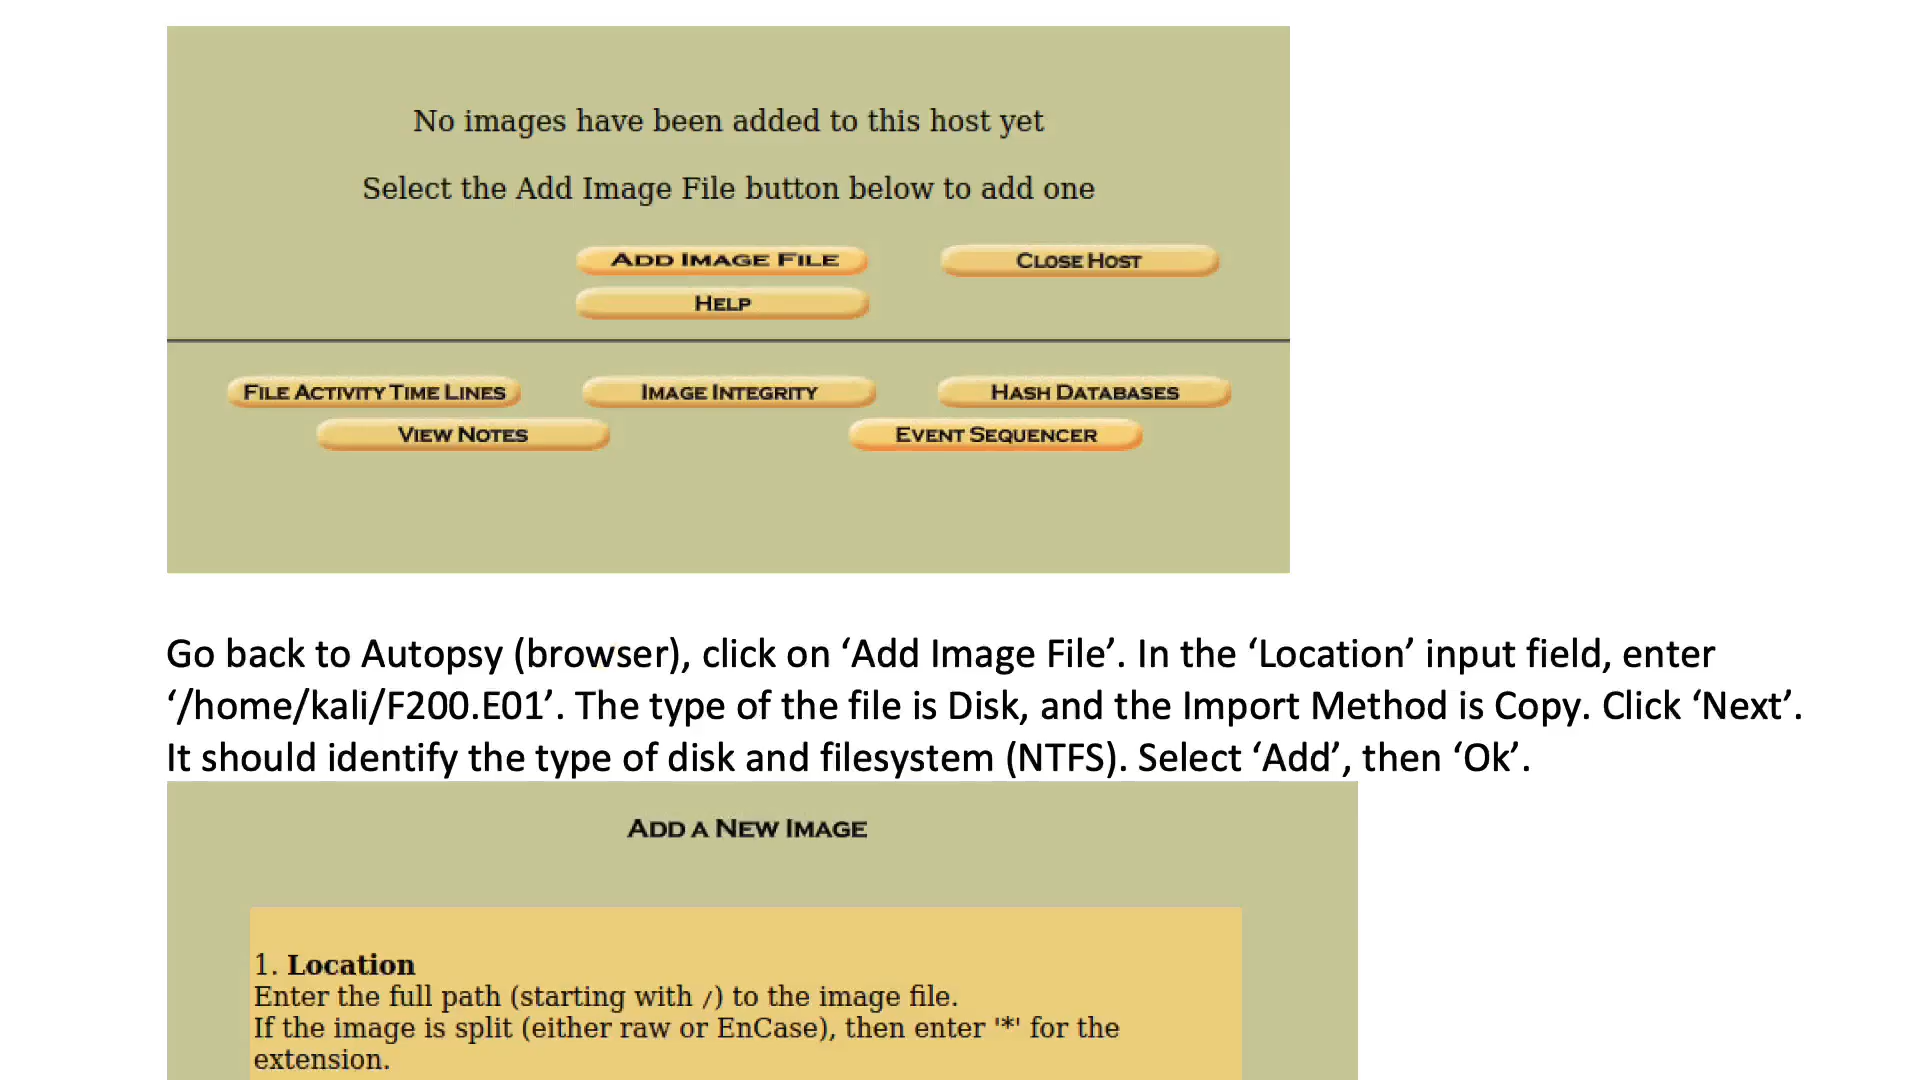 No images have been added to this host yet
Select the Add Image File button below to add one
ADD IMAGE FILE
CLOSE HOST
HELP
FILE ACTIVITY TIME LINES
IMAGE INTEGRITY
HASH DATABASES
VIEW NOTES
EVENT SEQUENCER
Go back to Autopsy (browser), click on ‘Add Image File’. In the ‘Location’ input field, enter
‘/home/kali/F200.E01’. The type of the file is Disk, and the Import Method is Copy. Click ‘Next’.
It should identify the type of disk and filesystem (NTFS). Select ‘Add’, then ‘Ok’.
ADD A NEW IMAGE
1. Location
Enter the full path (starting with /) to the image file.
If the image is split (either raw or EnCase), then enter '*' for the
extension.